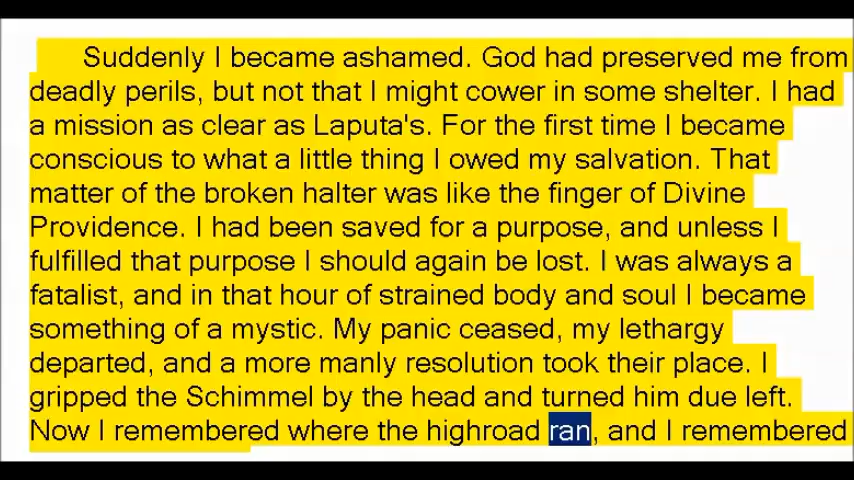 Suddenly I became ashamed. God had preserved me from
deadly perils, but not that I might cower in some shelter. I had
a mission as clear as Laputa's. For the first time I became
conscious to what a little thing I owed my salvation. That
matter of the broken halter was like the finger of Divine
Providence. I had been saved for a purpose, and unless I
fulfilled that purpose I should again be lost. I was always a
fatalist, and in that hour of strained body and soul I became
something of a mystic. My panic ceased, my lethargy
departed, and a more manly resolution took their place. I
gripped the Schimmel by the head and turned him due left.
Now I remembered where the highroad ran, and I remembered